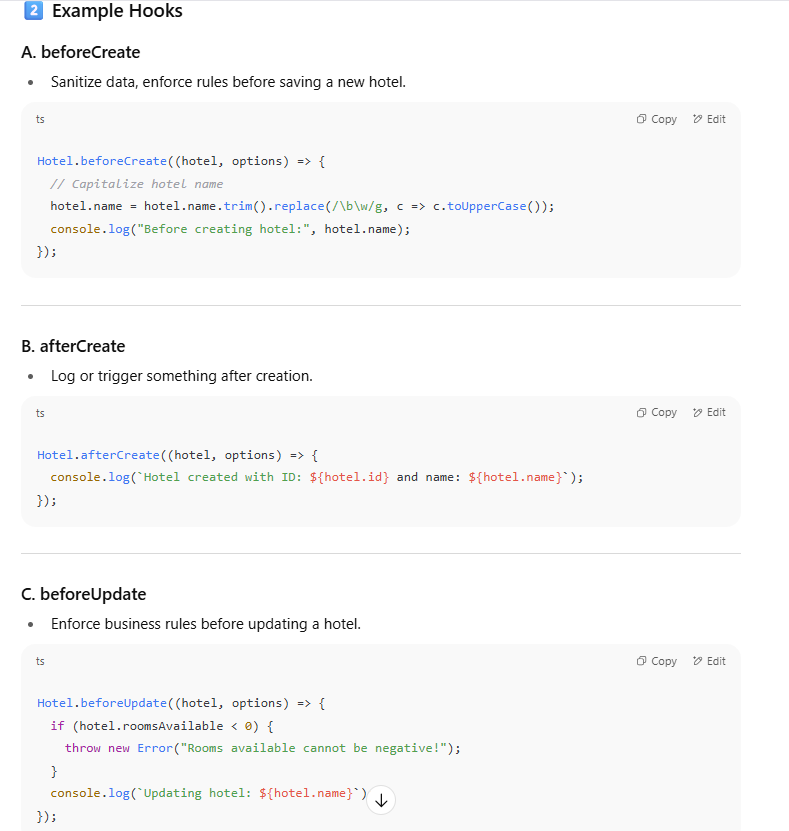 2 Example Hooks
A. beforeCreate
• Sanitize data, enforce rules before saving a new hotel.
ts
Copy Edit
Hotel.beforeCreate((hotel, options) => {
// Capitalize hotel name
hotel.name = hotel.name.trim().replace(/\b\w/g, c => c.toUpperCase());
console.log("Before creating hotel:", hotel.name);
});
B. afterCreate
• Log or trigger something after creation.
ts
Copy Edit
Hotel.afterCreate((hotel, options) => {
console.log(`Hotel created with ID: ${hotel.id} and name: ${hotel.name}`);
});
C. beforeUpdate
• Enforce business rules before updating a hotel.
ts
Copy Edit
Hotel.beforeUpdate((hotel, options) => {
if (hotel.roomsAvailable < 0) {
throw new Error("Rooms available cannot be negative!");
}
console.log(`Updating hotel: ${hotel.name}`)
});